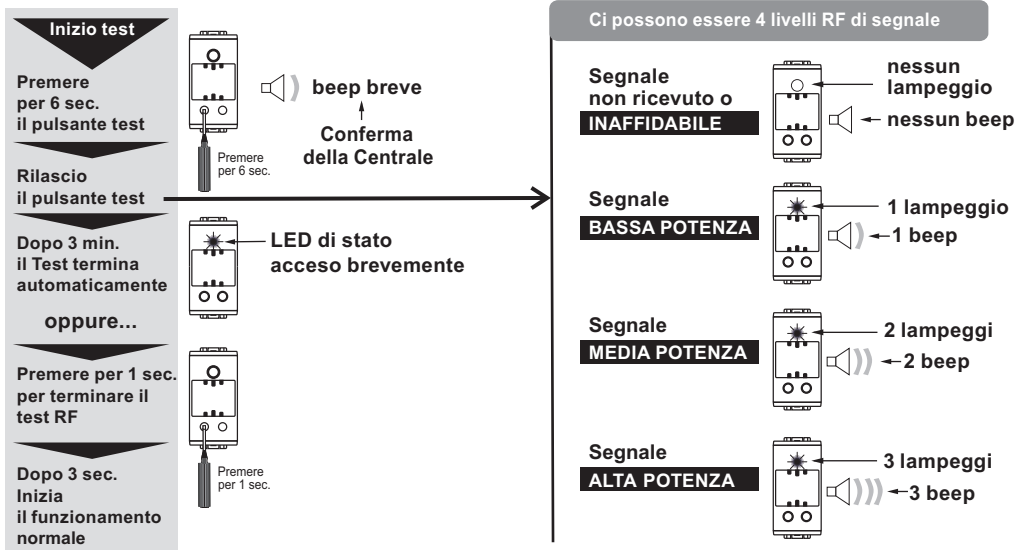 Inizio test
Premere
per 6 sec.
il pulsante test
Rilascio
il pulsante test
Dopo 3 min.
il Test termina
automaticamente
oppure...
Premere per 1 sec.
per terminare il
test RF
Dopo 3 sec.
Inizia
il funzionamento
normale
beep breve
Conferma
della Centrale
Premere
per 6 sec.
LED di stato
acceso brevemente
Premere
per 1 sec.
Ci possono essere 4 livelli RF di segnale
Segnale
non ricevuto o
INAFFIDABILE
nessun
lampeggio
nessun beep
Segnale
BASSA POTENZA
1 lampeggio
1 beep
Segnale
MEDIA POTENZA
2 lampeggi
2 beep
Segnale
ALTA POTENZA
3 lampeggi
3 beep